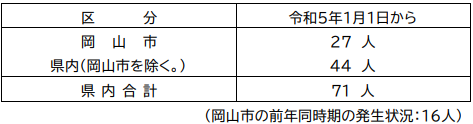 区 分 令和5年1月1日から
岡 山 市 27 人
県内(岡山市を除く。) 44 人
県 内 合 計 71 人
(岡山市の前年同時期の発生状況:16人)